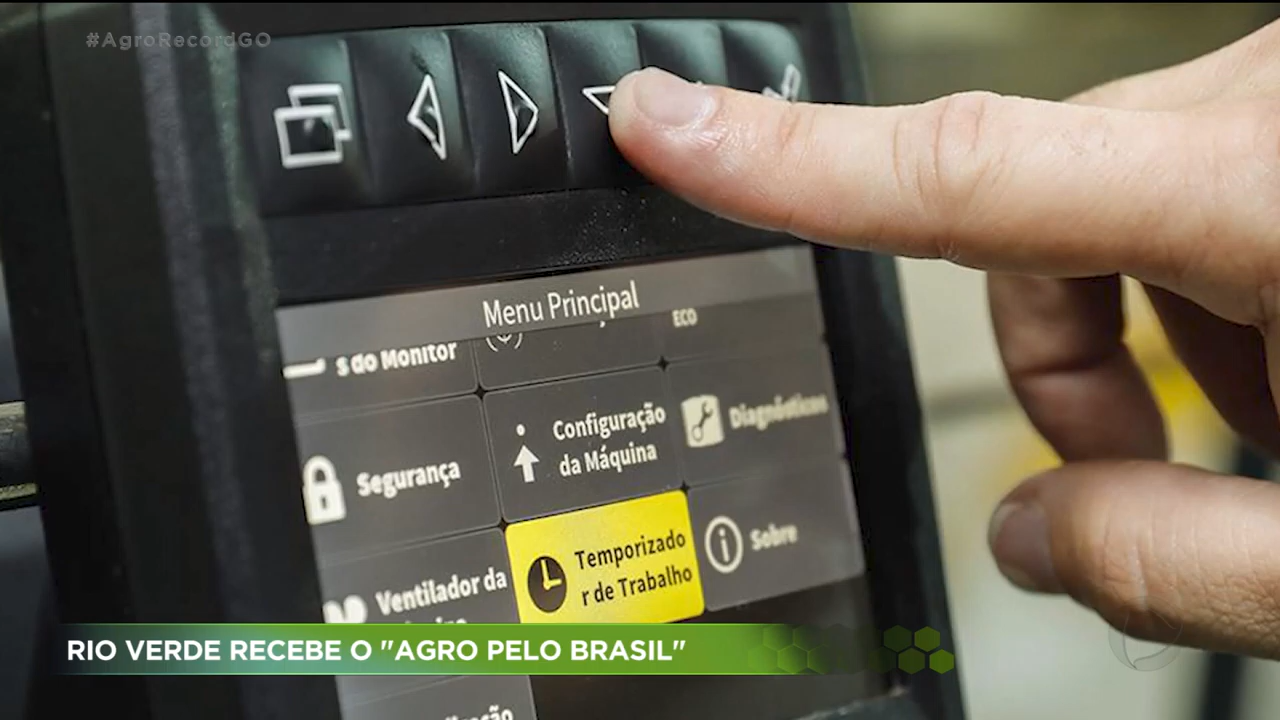 #AgroRecordGO
Menu Principal
s do Monitor
ECO
Segurança
Configuração
da Máquina
Diagnósticos
Ventilador da
Temporizado
r de Trabalho
Sobre
RIO VERDE RECEBE O "AGRO PELO BRASIL"